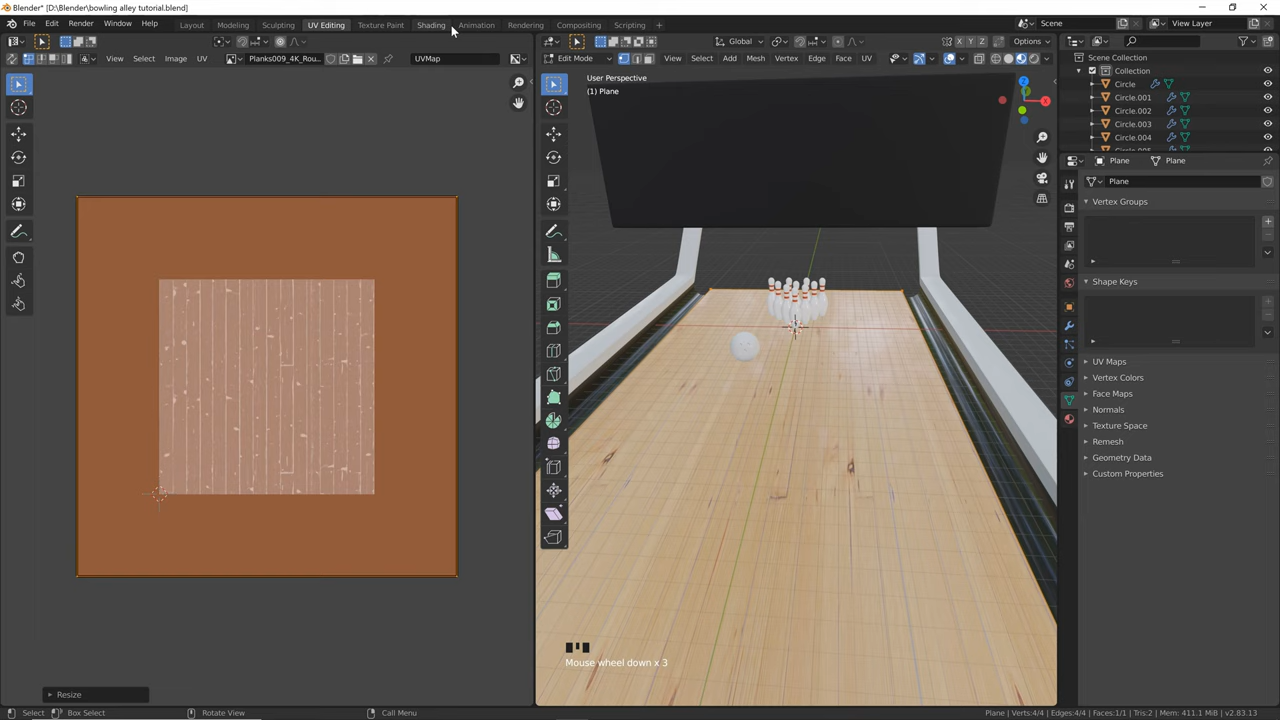 Blender* [D:\Blender\bowling alley tutorial.blend]
File Edit Render Window Help Layout Modeling Sculpting UV Editing Texture Paint Shading Animation Rendering Compositing Scripting + Scene View Layer
Global Options
View Select Image UV Planks009_4K_Rou... UVMap Edit Mode View Select Add Mesh Vertex Edge Face UV
Scene Collection
Collection
Circle
Circle.001
Circle.002
Circle.003
Circle.004
User Perspective
(1) Plane
X
Y
Z
Plane Plane
Plane
Vertex Groups
Shape Keys
UV Maps
Vertex Colors
Face Maps
Normals
Texture Space
Remesh
Geometry Data
Custom Properties
Mouse wheel down x 3
Resize
Select Box Select Rotate View Call Menu Plane | Verts:4/4 | Edges:4/4 | Faces:1/1 | Tris:2 | Mem: 411.1 MiB | v2.83.13